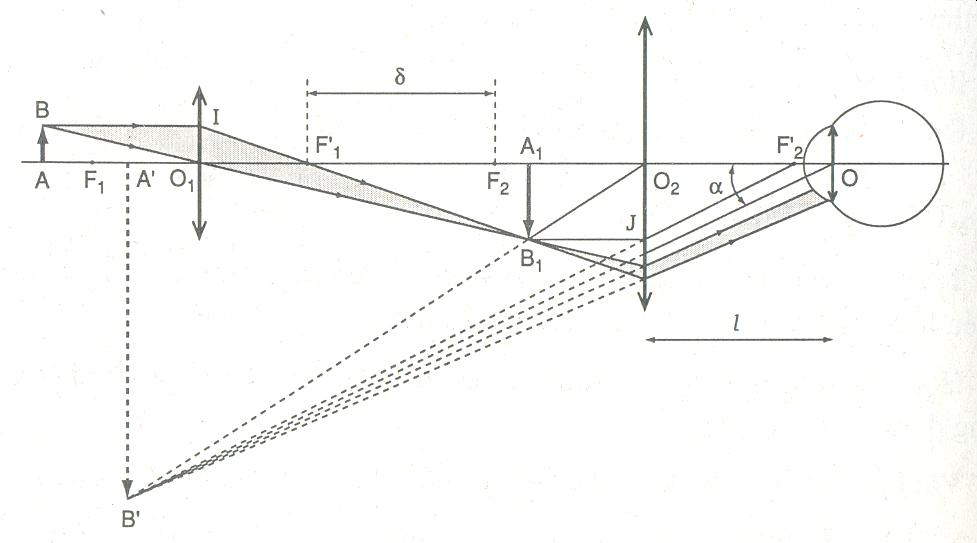 δ
B
I
F'₁
A₁
F'₂
A
F₁
A'
O₁
F₂
O₂
α
O
J
B₁
l
B'